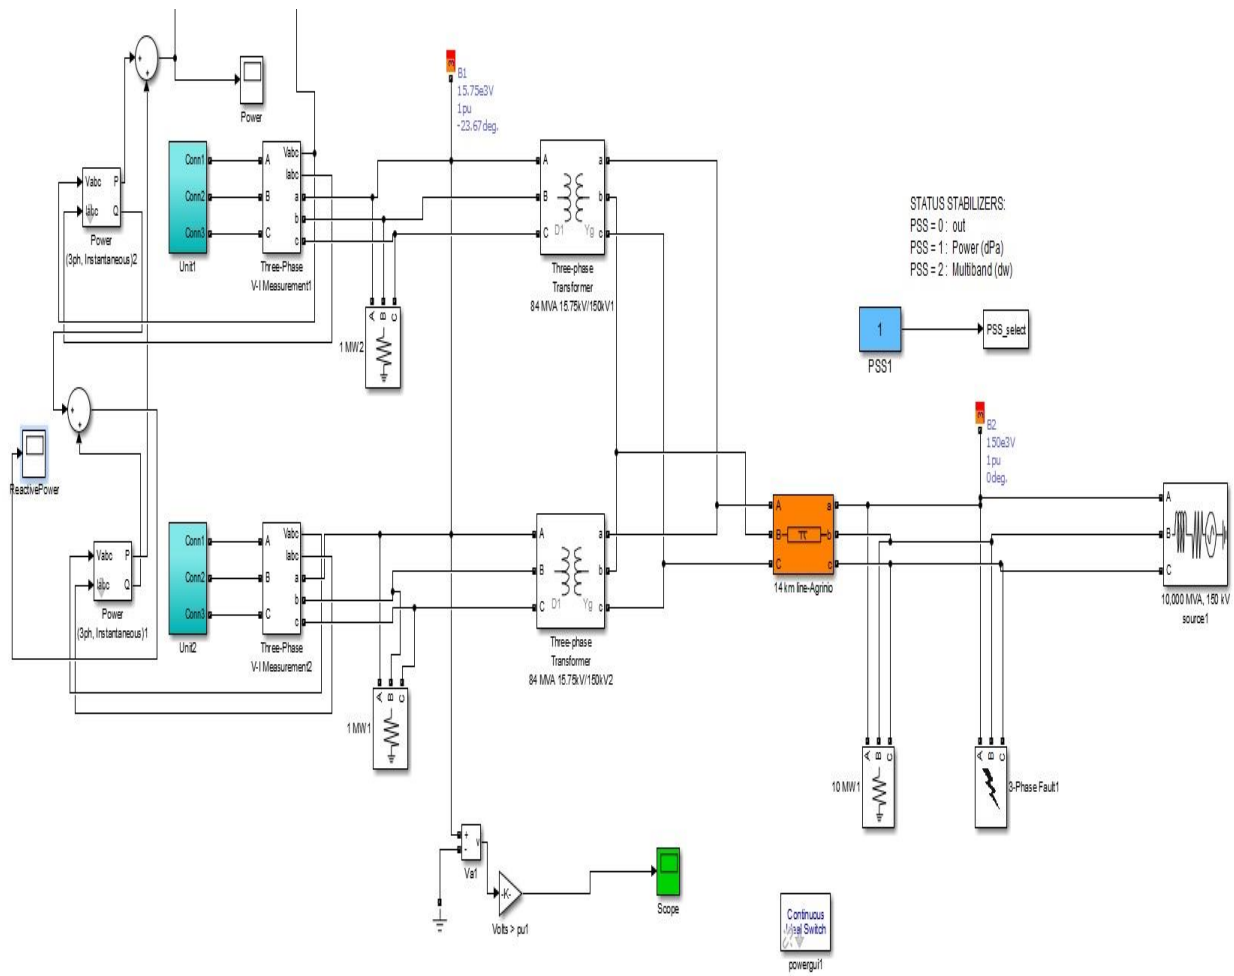 +
+
Power
B1
15.75e3V
1pu
-23.67deg.
Conn1
Conn2
Conn3
Unit1
A
B
C
Vabc
Iabc
a
b
c
Three-Phase
V-I Measurement1
Vabc
Iabc
P
Q
Power
(3ph, Instantaneous)2
A
B
C
a
b
c
D1
Yg
Three-phase
Transformer
84 MVA 15.75kV/150kV1
STATUS STABILIZERS:
PSS = 0 : out
PSS = 1 : Power (dPa)
PSS = 2 : Multiband (dw)
1
PSS1
PSS_select
A
B
C
1 MW2
+
+
ReactivePower
B2
150e3V
1pu
0deg.
Conn1
Conn2
Conn3
Unit2
A
B
C
Vabc
Iabc
a
b
c
Three-Phase
V-I Measurement2
Vabc
Iabc
P
Q
Power
(3ph, Instantaneous)1
A
B
C
a
b
c
D1
Yg
Three-phase
Transformer
84 MVA 15.75kV/150kV2
A
B
C
a
b
c
π
14 km line-Agrinio
A
B
C
10,000 MVA, 150 kV
source1
A
B
C
1 MW1
A
B
C
10 MW1
A
B
C
3-Phase Fault1
+
-
v
Va1
-K-
Volts > pu1
Scope
Continuous
Ideal Switch
powergui1